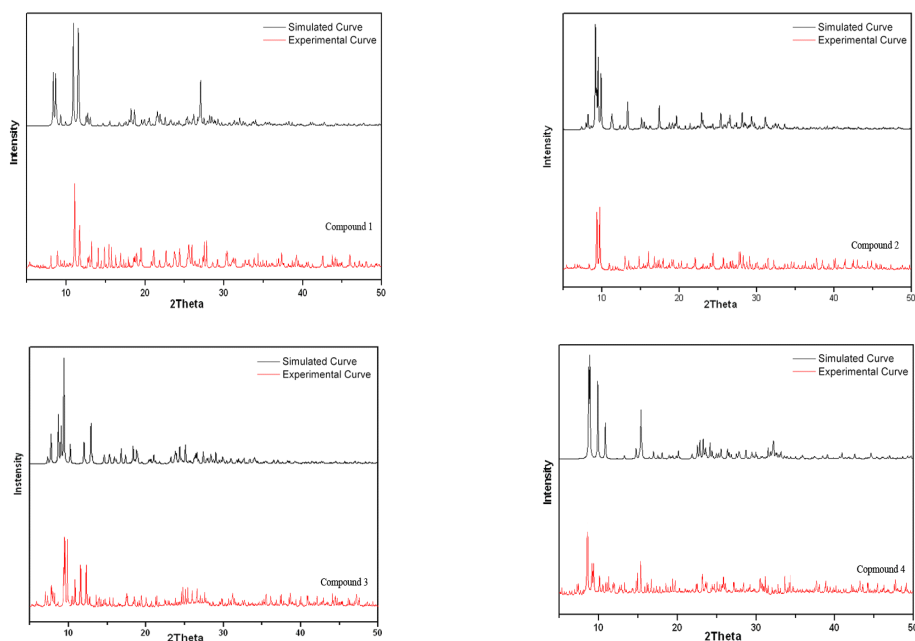 Simulated Curve
Experimental Curve
Intensity
Compound 1
10 20 30 40 50
2Theta
Simulated Curve
Experimental Curve
Intensity
Compound 2
10 20 30 40 50
2Theta
Simulated Curve
Experimental Curve
Instensity
Compound 3
10 20 30 40 50
2Theta
Simulated Curve
Experimental Curve
Intensity
Copmound 4
10 20 30 40 50
2Theta